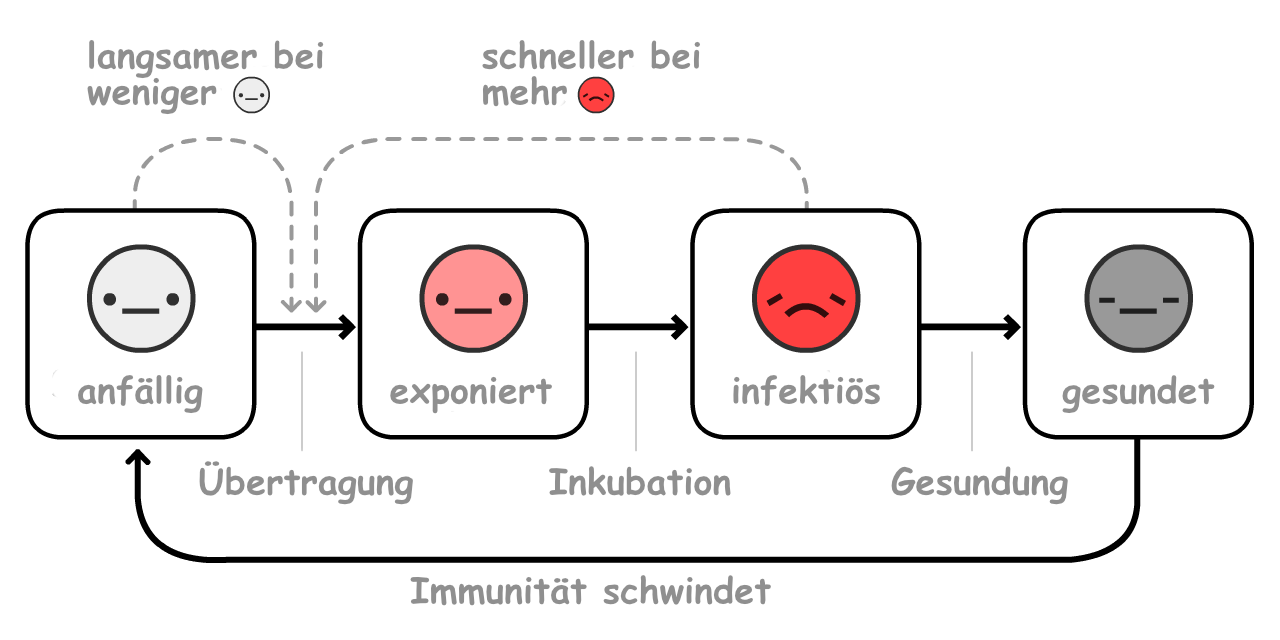 langsamer bei
weniger
schneller bei
mehr
anfällig
exponiert
infektiös
gesundet
Übertragung
Inkubation
Gesundung
Immunität schwindet